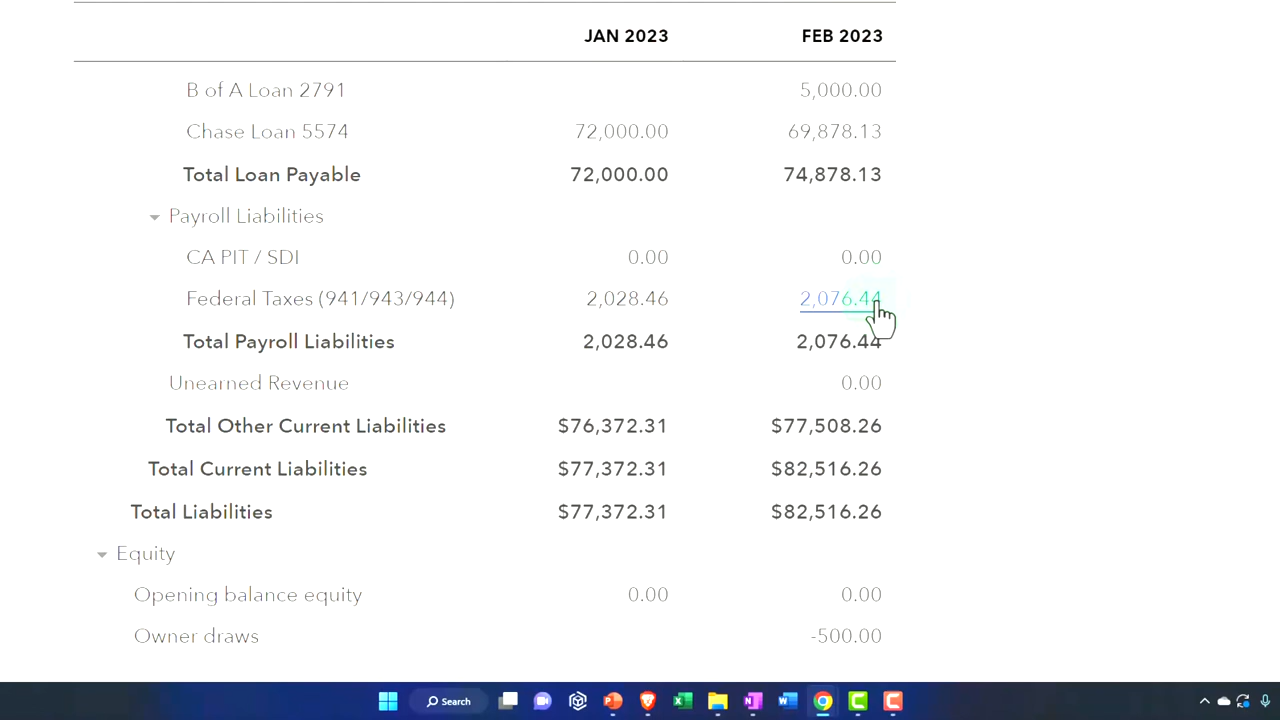 JAN 2023 FEB 2023
B of A Loan 2791 5,000.00
Chase Loan 5574 72,000.00 69,878.13
Total Loan Payable 72,000.00 74,878.13
Payroll Liabilities
CA PIT / SDI 0.00 0.00
Federal Taxes (941/943/944) 2,028.46 2,076.44
Total Payroll Liabilities 2,028.46 2,076.44
Unearned Revenue 0.00
Total Other Current Liabilities $76,372.31 $77,508.26
Total Current Liabilities $77,372.31 $82,516.26
Total Liabilities $77,372.31 $82,516.26
Equity
Opening balance equity 0.00 0.00
Owner draws -500.00
Search